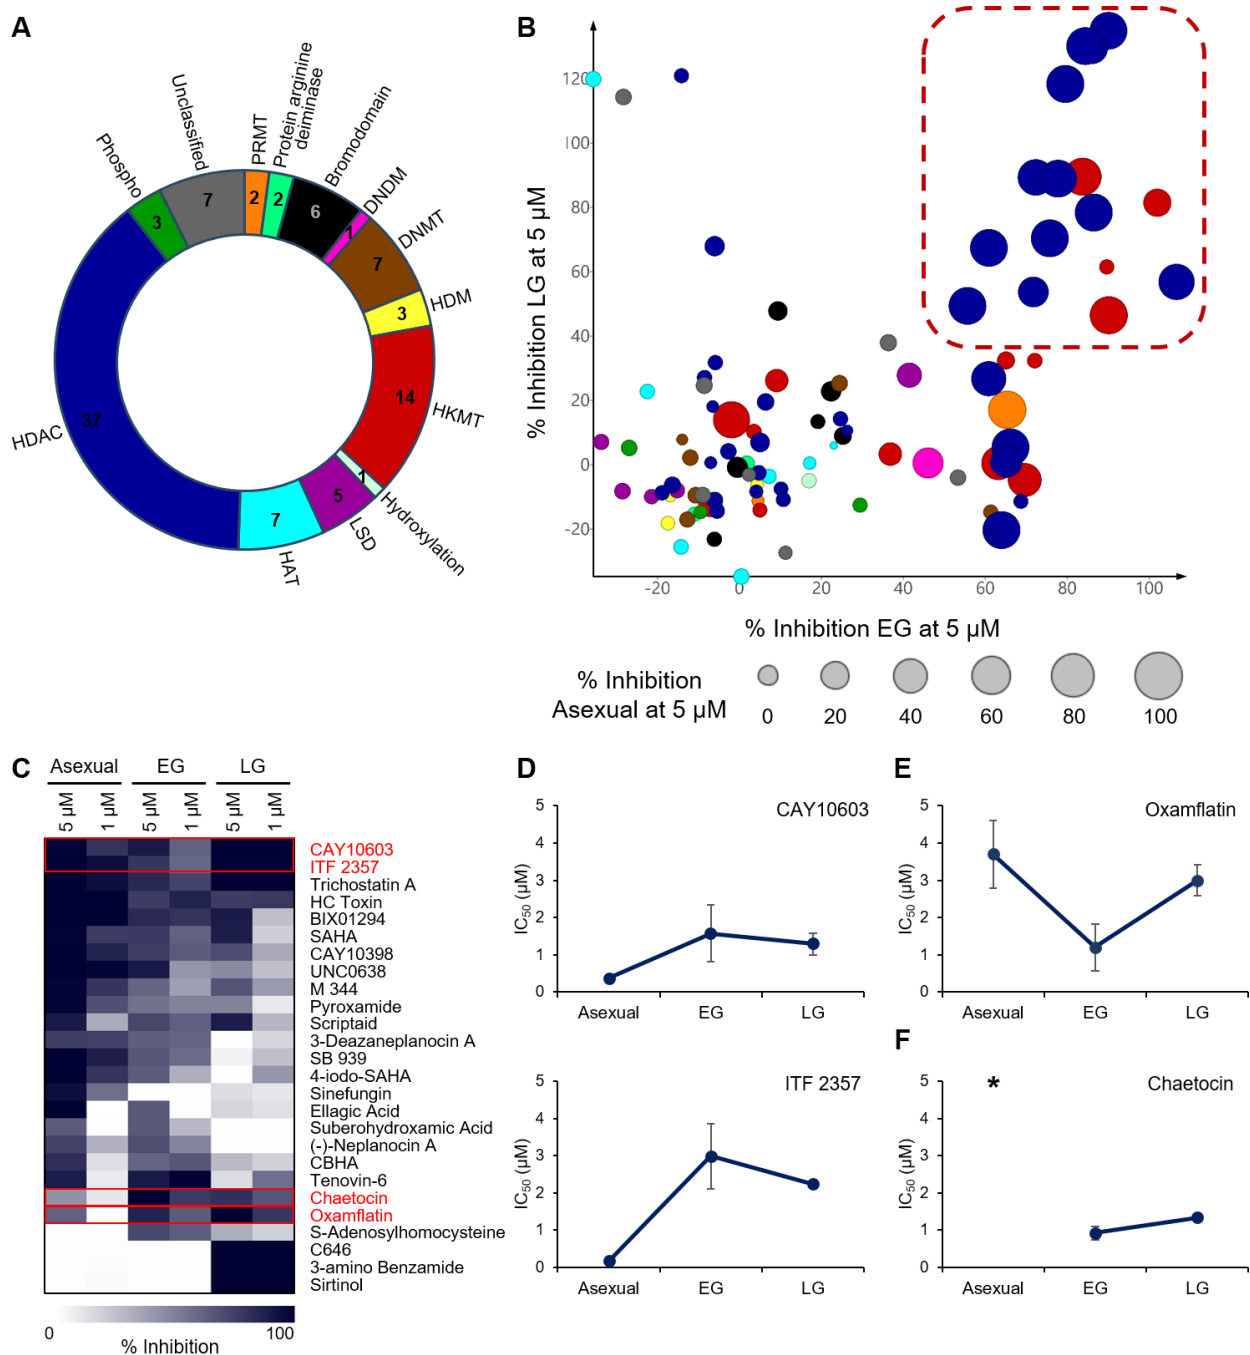 A
Unclassified
7
Phospho
3
PRMT
2
Protein arginine
deiminase
2
Bromodomain
6
DNDM
1
DNMT
7
HDM
3
HKMT
14
Hydroxylation
1
LSD
5
HAT
7
HDAC
37
B
% Inhibition LG at 5 µM
120
100
80
60
40
20
0
-20
-20
0
20
40
60
80
100
% Inhibition EG at 5 µM
% Inhibition
Asexual at 5 µM
0
20
40
60
80
100
C
Asexual
EG
LG
5 µM
1 µM
5 µM
1 µM
5 µM
1 µM
CAY10603
ITF 2357
Trichostatin A
HC Toxin
BIX01294
SAHA
CAY10398
UNC0638
M 344
Pyroxamide
Scriptaid
3-Deazaneplanocin A
SB 939
4-iodo-SAHA
Sinefungin
Ellagic Acid
Suberohydroxamic Acid
(-)-Neplanocin A
CBHA
Tenovin-6
Chaetocin
Oxamflatin
S-Adenosylhomocysteine
C646
3-amino Benzamide
Sirtinol
0
100
% Inhibition
D
CAY10603
IC50 (µM)
5
4
3
2
1
0
Asexual
EG
LG
ITF 2357
IC50 (µM)
5
4
3
2
1
0
Asexual
EG
LG
E
Oxamflatin
IC50 (µM)
5
4
3
2
1
0
Asexual
EG
LG
F
Chaetocin
*
IC50 (µM)
5
4
3
2
1
0
Asexual
EG
LG